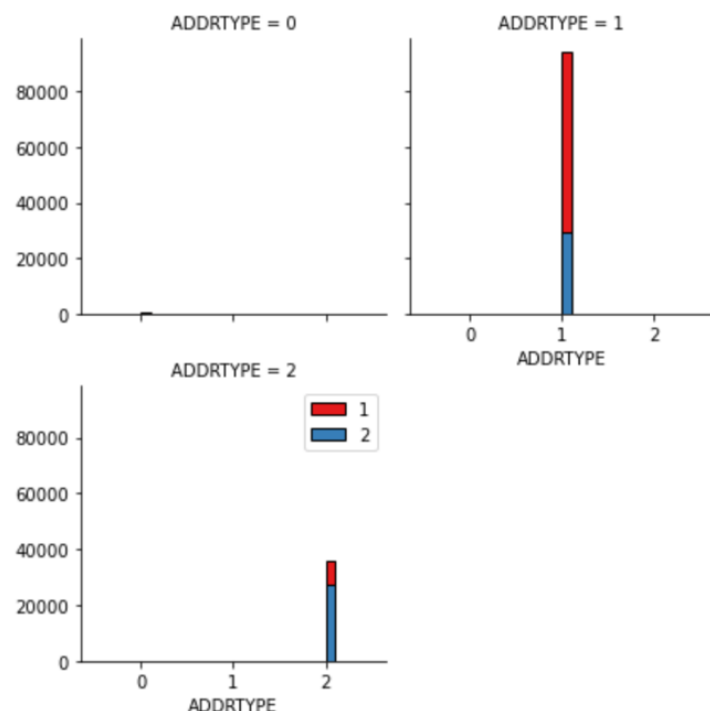 ADDRTYPE = 0
ADDRTYPE = 1
80000
60000
40000
20000
0
0 1 2
ADDRTYPE
ADDRTYPE = 2
1
2
80000
60000
40000
20000
0
0 1 2
ADDRTYPE